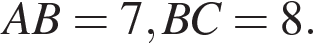 AB = 7, BC = 8.